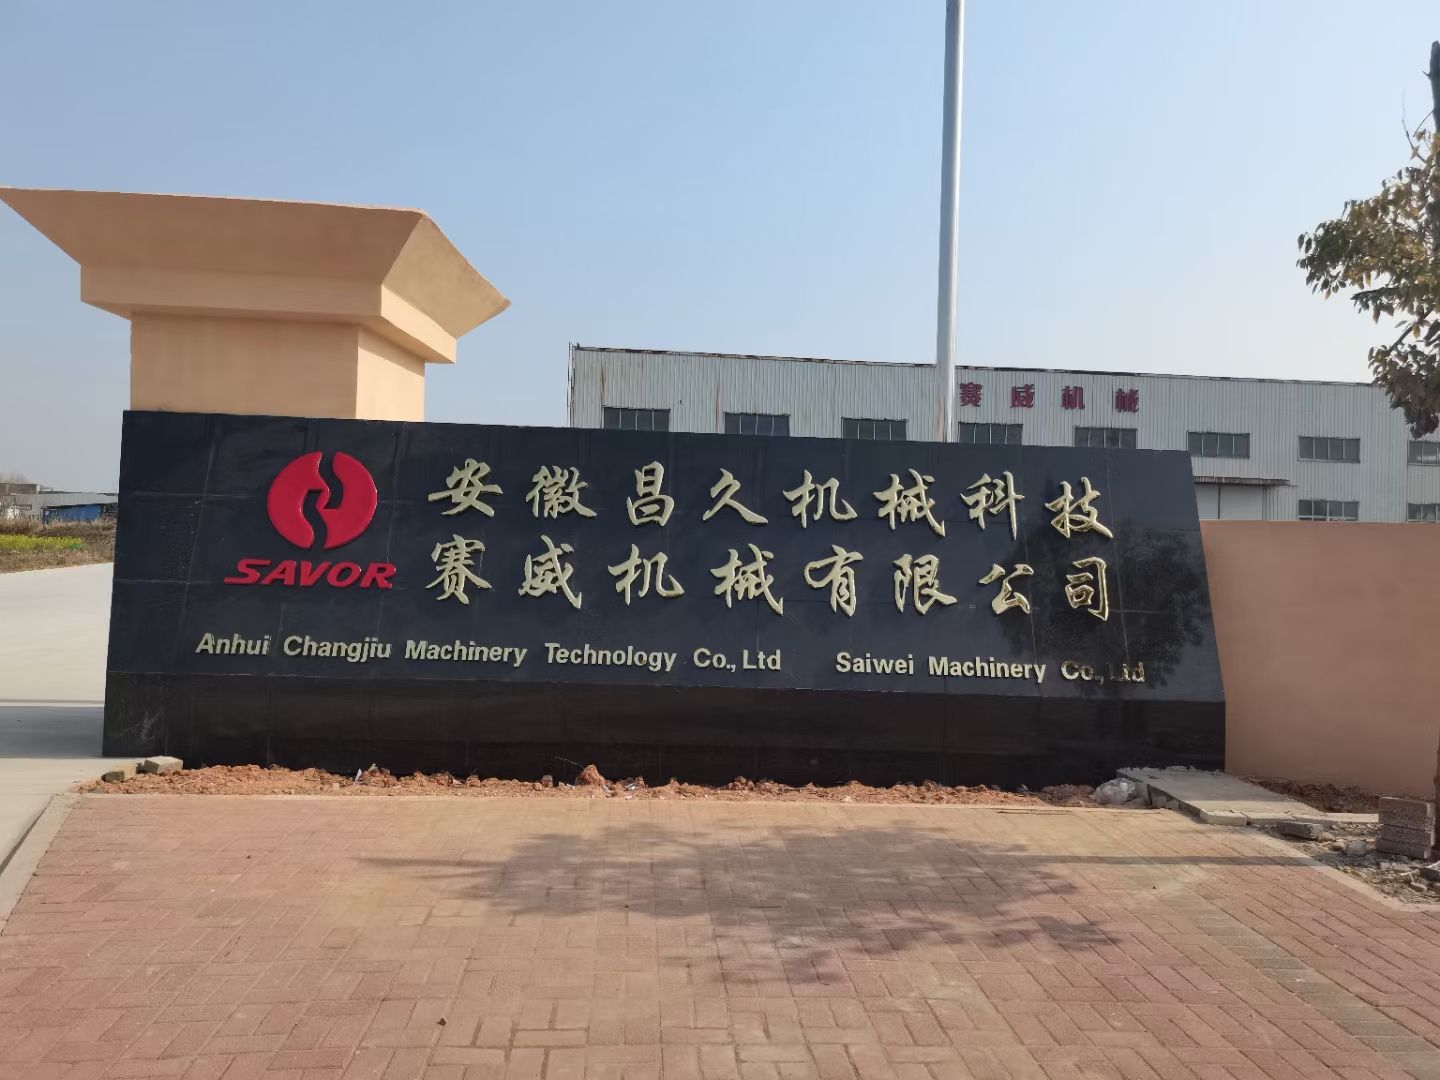 赛威机械
安徽昌久机械科技
SAVOR
赛威机械有限公司
Anhui Changjiu Machinery Technology Co., Ltd Saiwei Machinery Co., Ltd